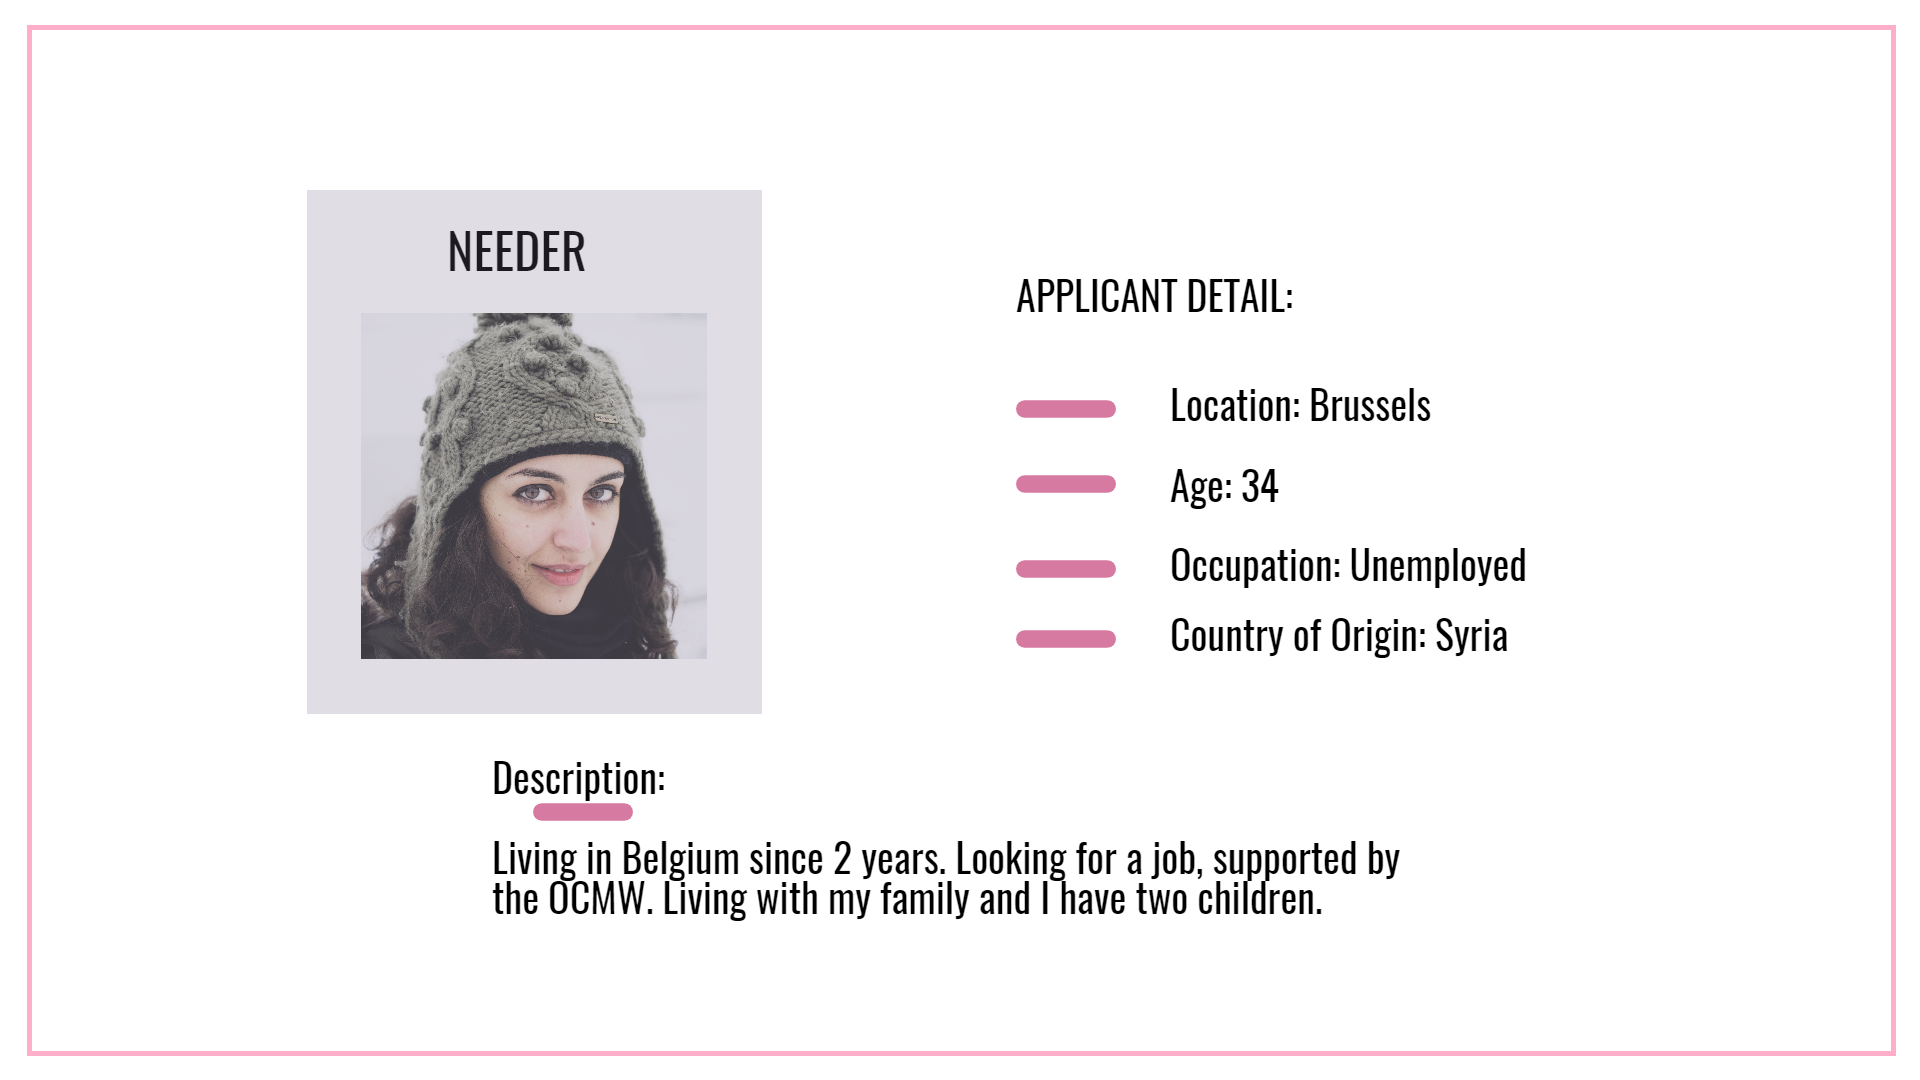 NEEDER
APPLICANT DETAIL:
Location: Brussels
Age: 34
Occupation: Unemployed
Country of Origin: Syria
Description:
Living in Belgium since 2 years. Looking for a job, supported by
the OCMW. Living with my family and I have two children.